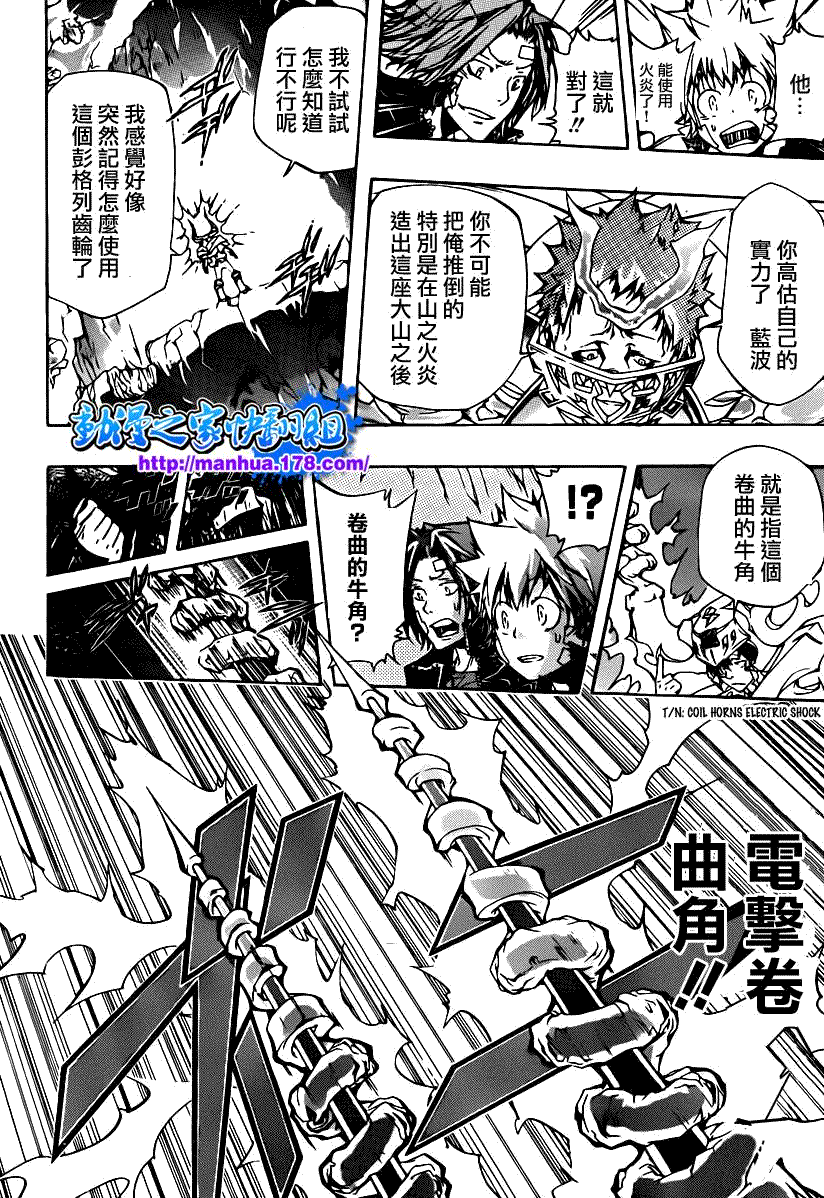 他…
能使用
火炎了！
這就
對了!!
我不試試
怎麼知道
行不行呢
我感覺好像
突然記得怎麼使用
這個彭格列齒輪了
你高估自己的
實力了 藍波
你不可能
把俺推倒的
特別是在山之火炎
造出這座大山之後
動漫之家快翻組
http://manhua.178.com/
就是指這個
卷曲的牛角
!?
卷曲的牛角?
T/N: COIL HORNS ELECTRIC SHOCK
電擊卷
曲角!!